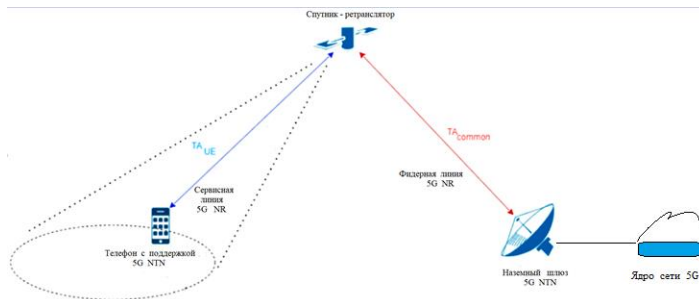 Спутник - ретранслятор
TA UE
TA common
Сервисная
линия
5G NR
Фидерная линия
5G NR
Телефон с поддержкой
5G NTN
Наземный шлюз
5G NTN
Ядро сети 5G